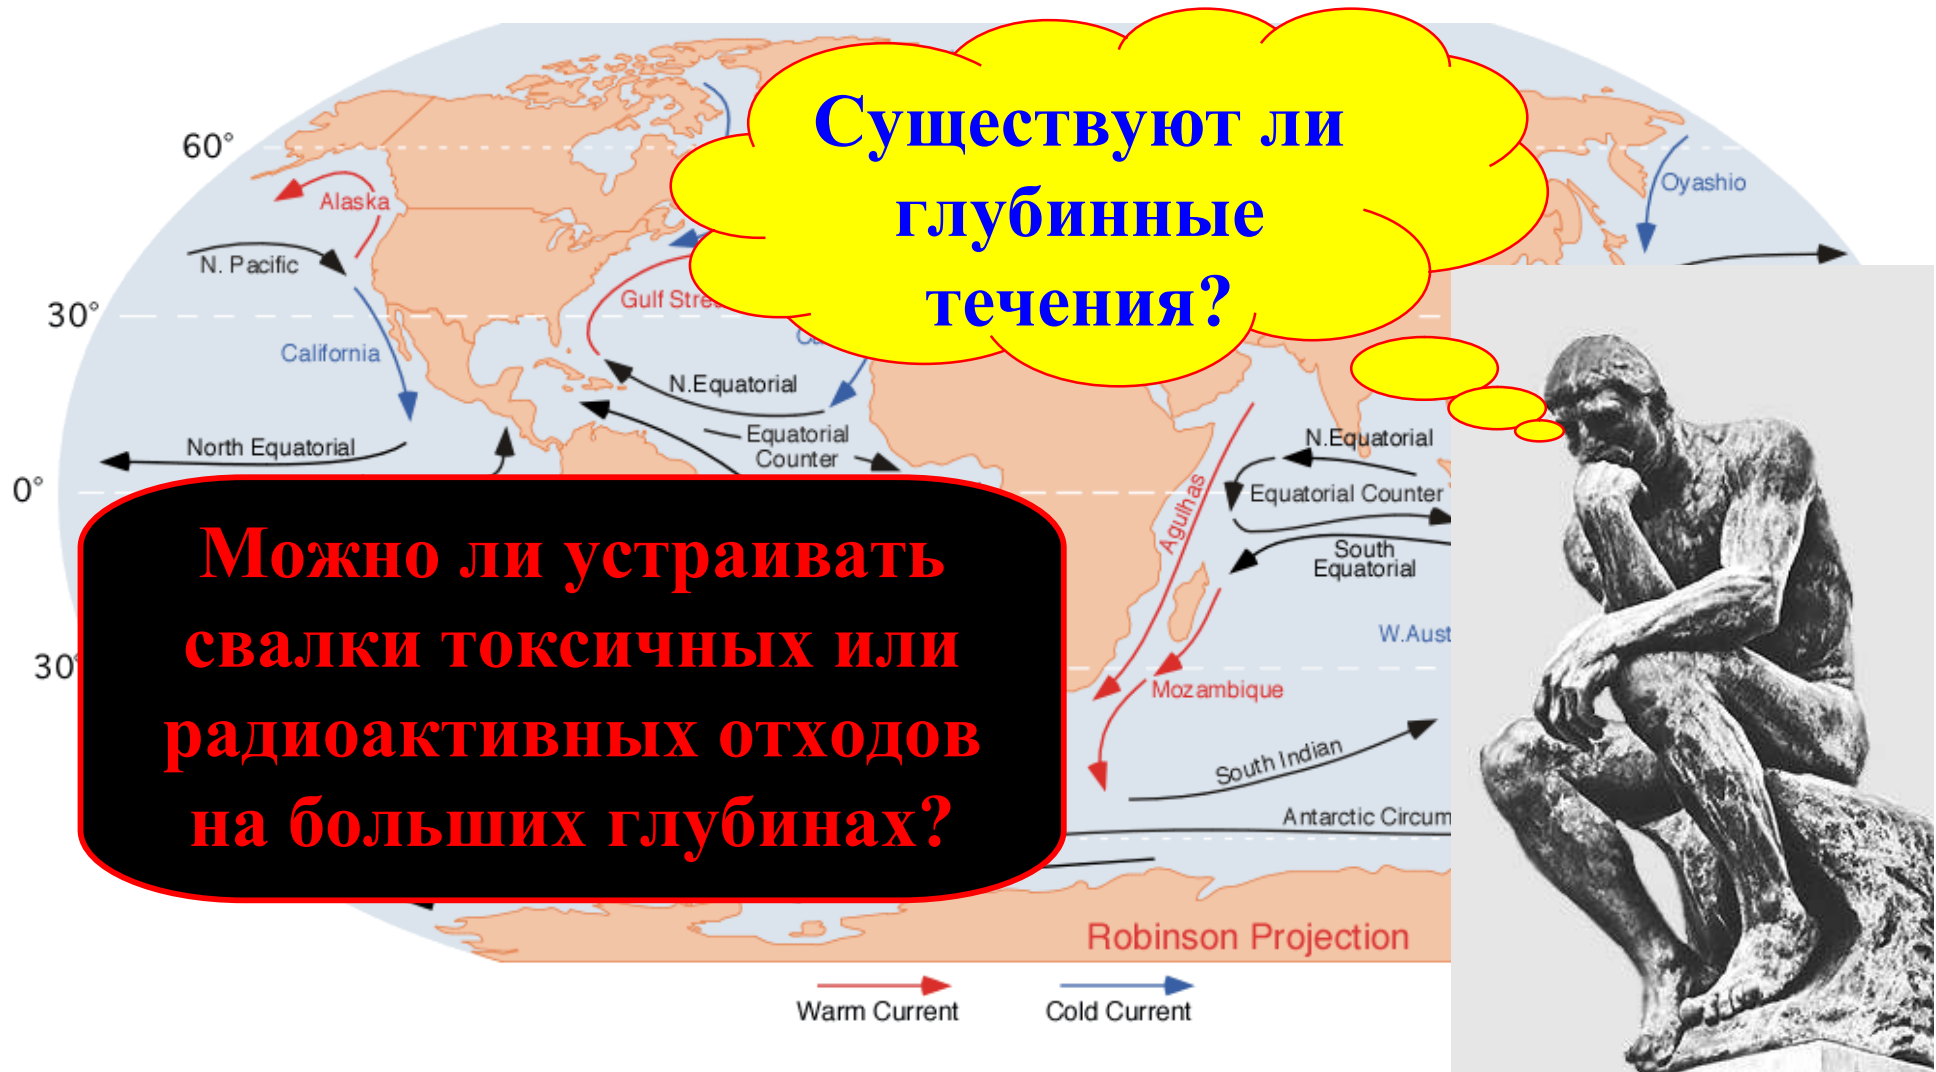 Существуют ли
глубинные
течения?
60°
Alaska
Oyashio
N. Pacific
30°
Gulf
California
N.Equatorial
North Equatorial
Equatorial
Counter
N.Equatorial
0°
Equatorial Counter
Agulhas
South
Equatorial
Можно ли устраивать
свалки токсичных или
радиоактивных отходов
на больших глубинах?
W.Aust
30°
Mozambique
South Indian
Antarctic Circum
Robinson Projection
Warm Current
Cold Current